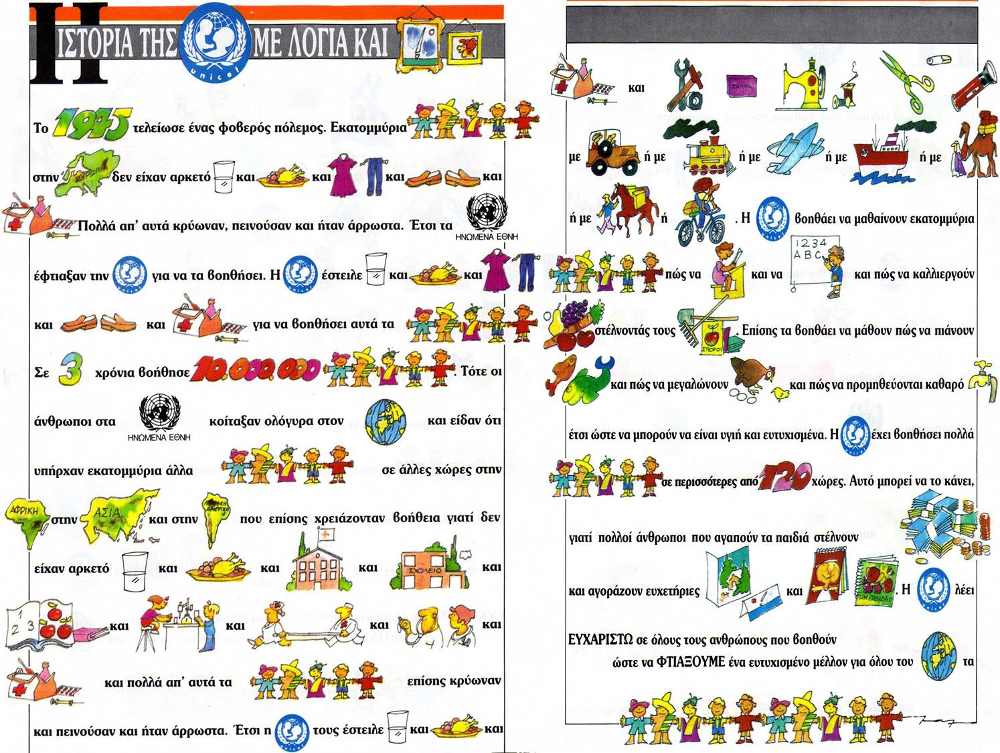 Η ΙΣΤΟΡΙΑ ΤΗΣ unicef ΜΕ ΛΟΓΙΑ ΚΑΙ
Το 1945 τελείωσε ένας φοβερός πόλεμος. Εκατομμύρια
στην ΕΥΡΩΠΗ δεν είχαν αρκετό και και και και
Πολλά απ' αυτά κρύωναν, πεινούσαν και ήταν άρρωστα. Έτσι τα ΗΝΩΜΕΝΑ ΕΘΝΗ
έφτιαξαν την unicef για να τα βοηθήσει. Η unicef έστειλε και και
και και για να βοηθήσει αυτά τα
Σε 3 χρόνια βοήθησε 10.000.000 . Τότε οι
άνθρωποι στα ΗΝΩΜΕΝΑ ΕΘΝΗ κοίταξαν ολόγυρα στον και είδαν ότι
υπήρχαν εκατομμύρια άλλα σε άλλες χώρες στην
ΑΦΡΙΚΗ στην ΑΣΙΑ και στην ΑΜΕΡΙΚΗ που επίσης χρειάζονταν βοήθεια γιατί δεν
είχαν αρκετό και και και ΣΧΟΛΕΙΟ και
1 2 3 και και και και
και πολλά απ' αυτά τα επίσης κρύωναν
και πεινούσαν και ήταν άρρωστα. Έτσι η unicef τους έστειλε και και
και ΣΑΠΟΥΝΙ
με ή με ή με ή με ή με
ή με ή . Η unicef βοηθάει να μαθαίνουν εκατομμύρια
πώς να και να 1 2 3 4 A B C και πώς να καλλιεργούν
στέλνοντάς τους ΣΠΟΡΟΙ . Επίσης τα βοηθάει να μάθουν πώς να πιάνουν
και πώς να μεγαλώνουν και πώς να προμηθεύονται καθαρό
έτσι ώστε να μπορούν να είναι υγιή και ευτυχισμένα. Η unicef έχει βοηθήσει πολλά
σε περισσότερες από 120 χώρες. Αυτό μπορεί να το κάνει,
γιατί πολλοί άνθρωποι που αγαπούν τα παιδιά στέλνουν
και αγοράζουν ευχετήριες και ΗΜΕΡΟΛΟΓΙΟ . Η unicef λέει
ΕΥΧΑΡΙΣΤΩ σε όλους τους ανθρώπους που βοηθούν
ώστε να ΦΤΙΑΞΟΥΜΕ ένα ευτυχισμένο μέλλον για όλου του τα